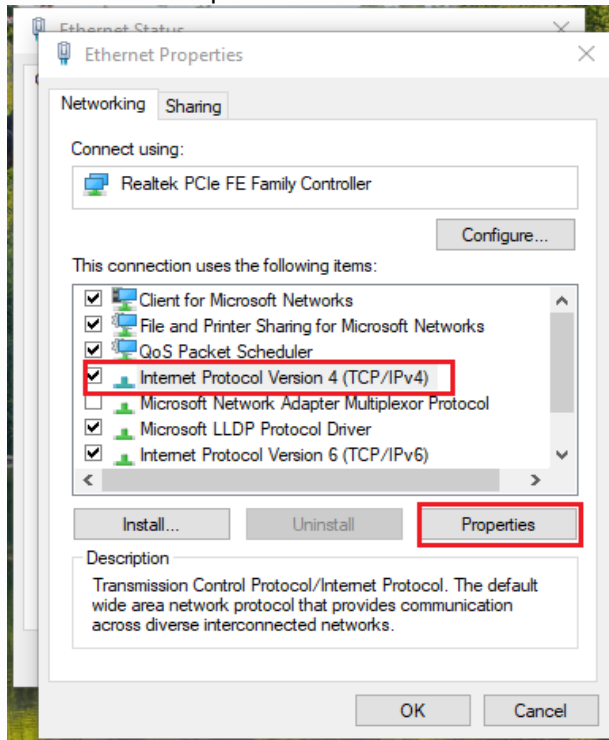 Ethernet Status
Ethernet Properties
Networking Sharing
Connect using:
Realtek PCIe FE Family Controller
Configure...
This connection uses the following items:
Client for Microsoft Networks
File and Printer Sharing for Microsoft Networks
QoS Packet Scheduler
Internet Protocol Version 4 (TCP/IPv4)
Microsoft Network Adapter Multiplexor Protocol
Microsoft LLDP Protocol Driver
Internet Protocol Version 6 (TCP/IPv6)
Install... Uninstall Properties
Description
Transmission Control Protocol/Internet Protocol. The default
wide area network protocol that provides communication
across diverse interconnected networks.
OK Cancel